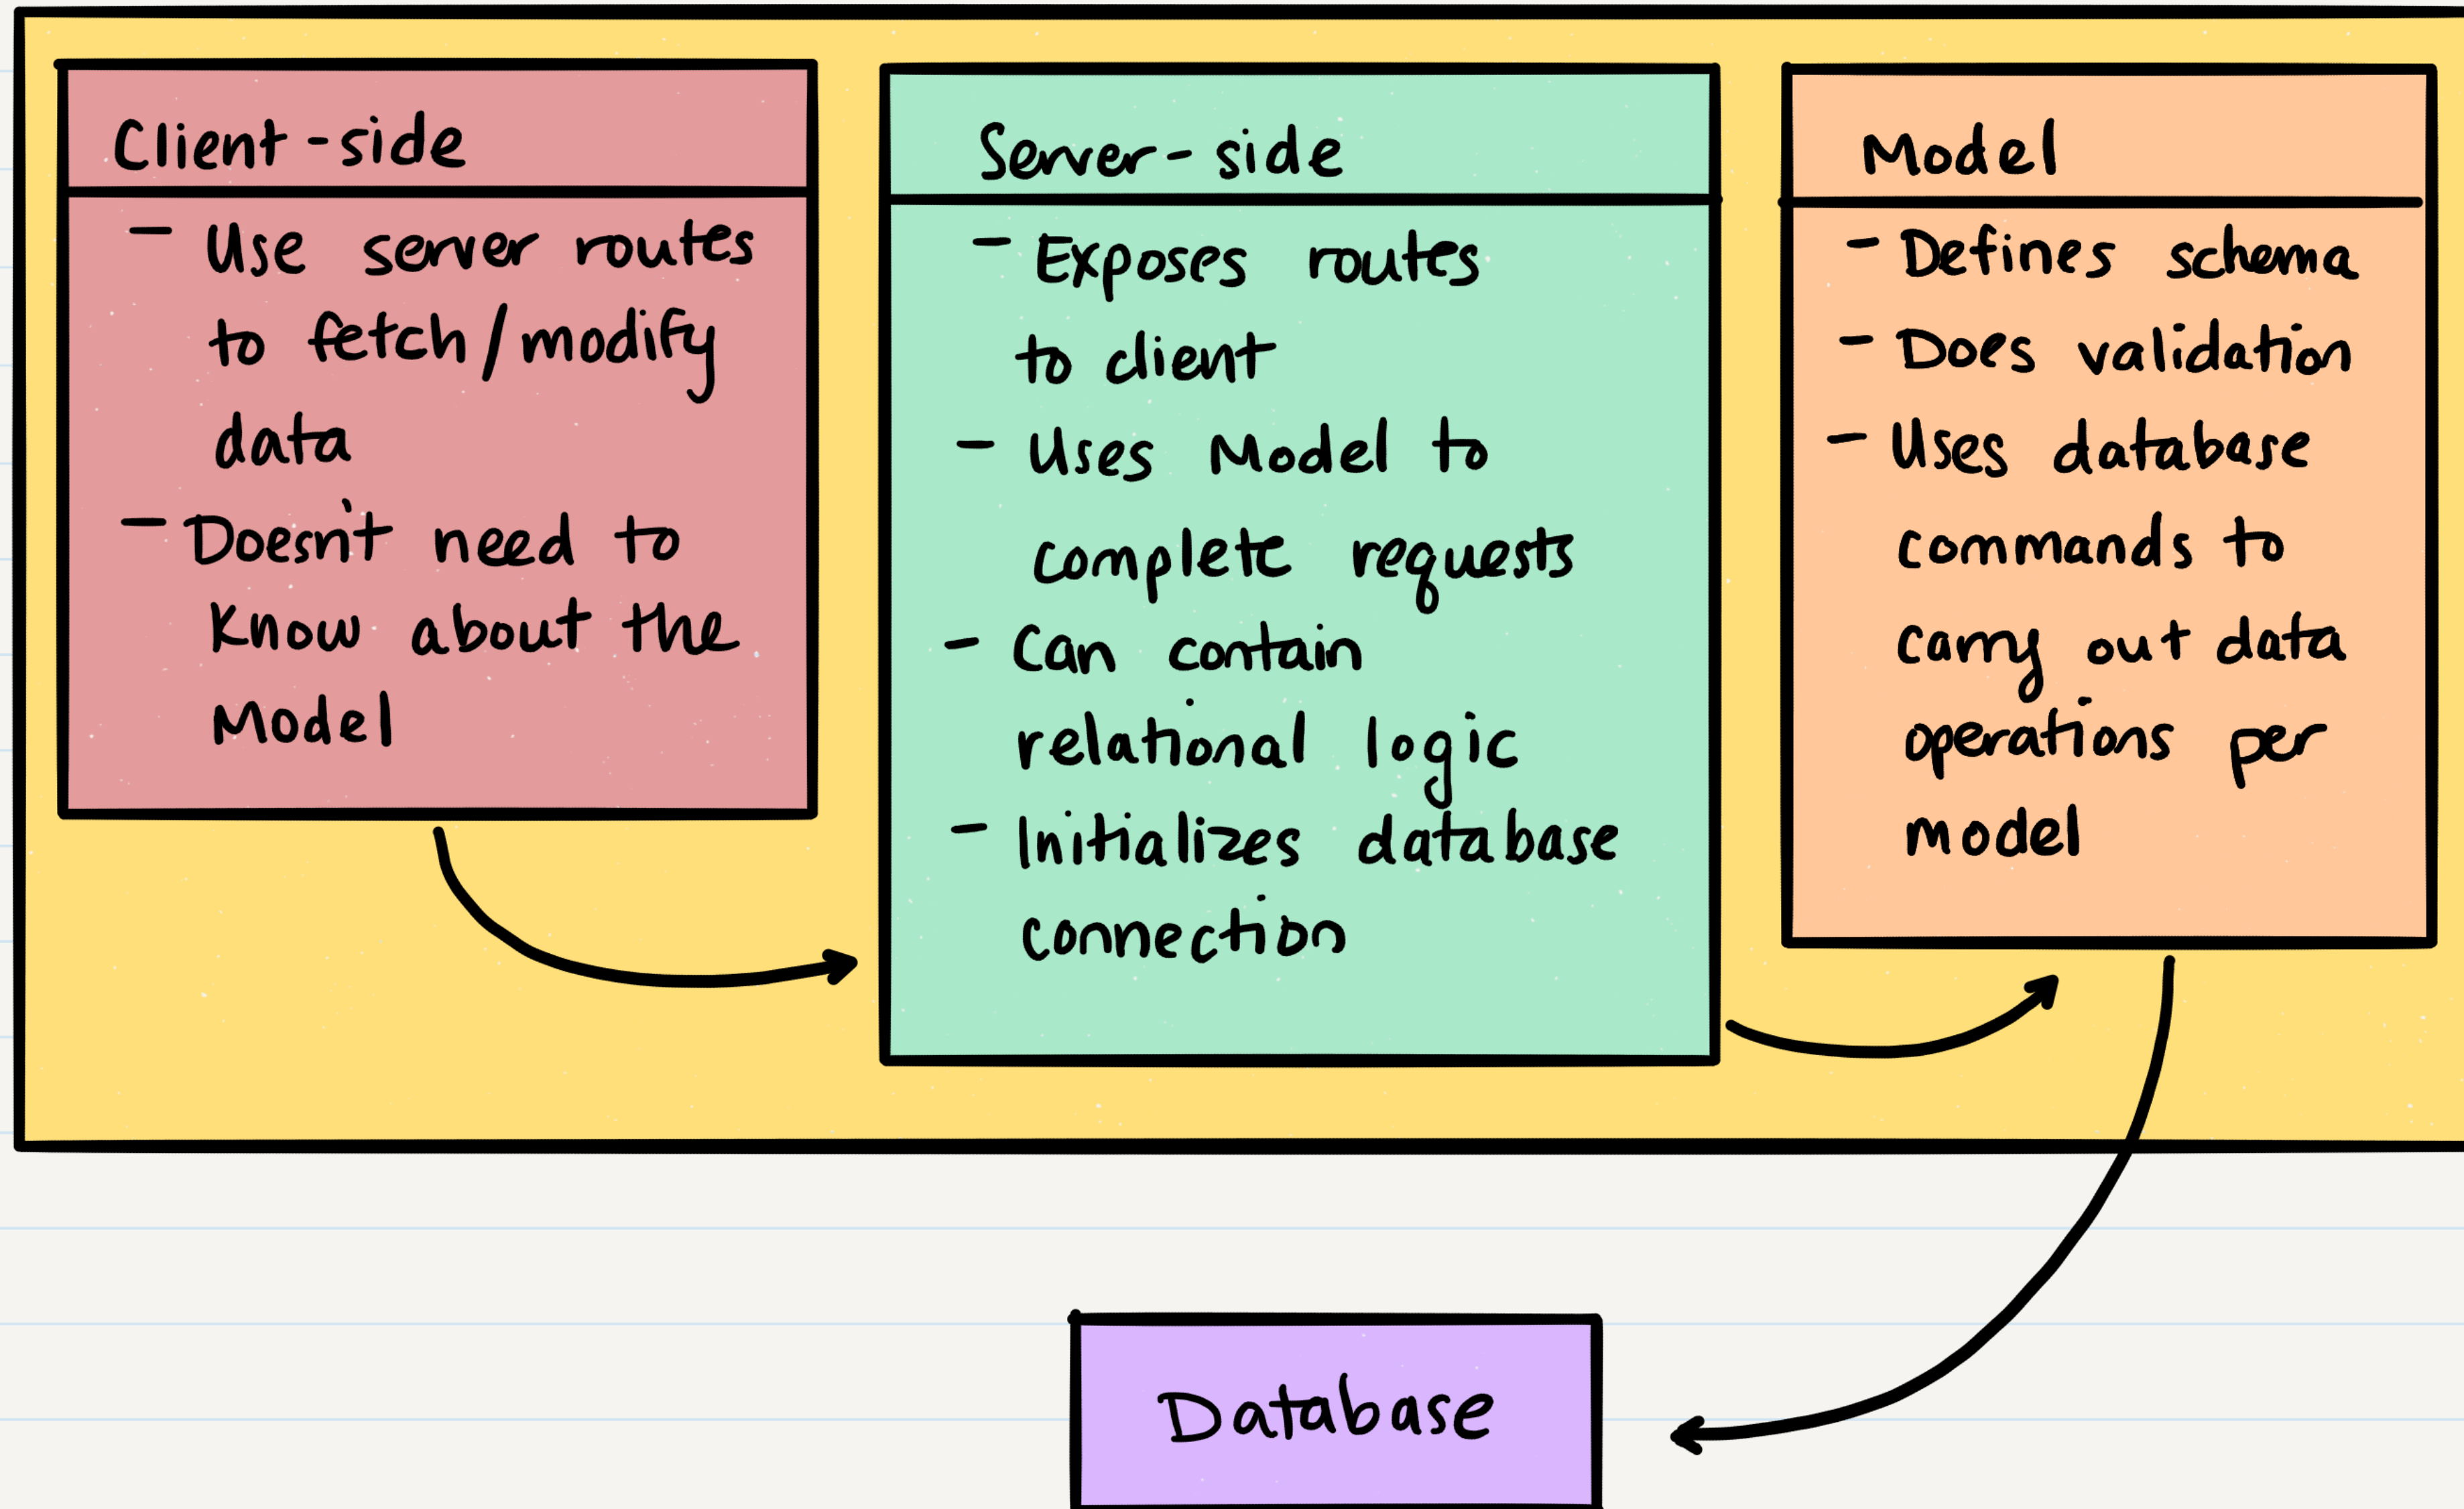 Client-side
- Use server routes
to fetch/modify
data
- Doesn't need to
Know about the
Model
Server-side
- Exposes routes
to client
- Uses Model to
complete requests
- Can contain
relational logic
- Initializes database
connection
Model
- Defines schema
- Does validation
- Uses database
commands to
carry out data
operations per
model
Database